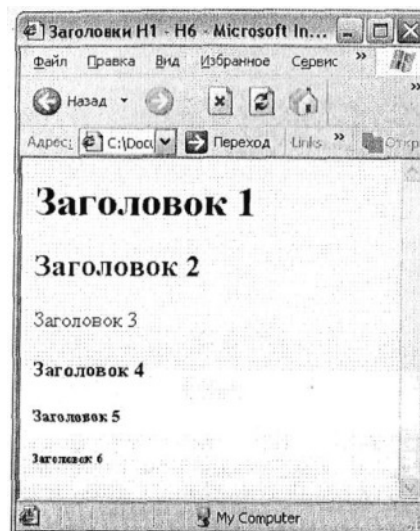 Заголовки H1 - H6 - Microsoft In...
Файл Правка Вид Избранное Сервис »
Назад »
Адрес: C:\Docu Переход Links » Откр
Заголовок 1
Заголовок 2
Заголовок 3
Заголовок 4
Заголовок 5
Заголовок 6
My Computer